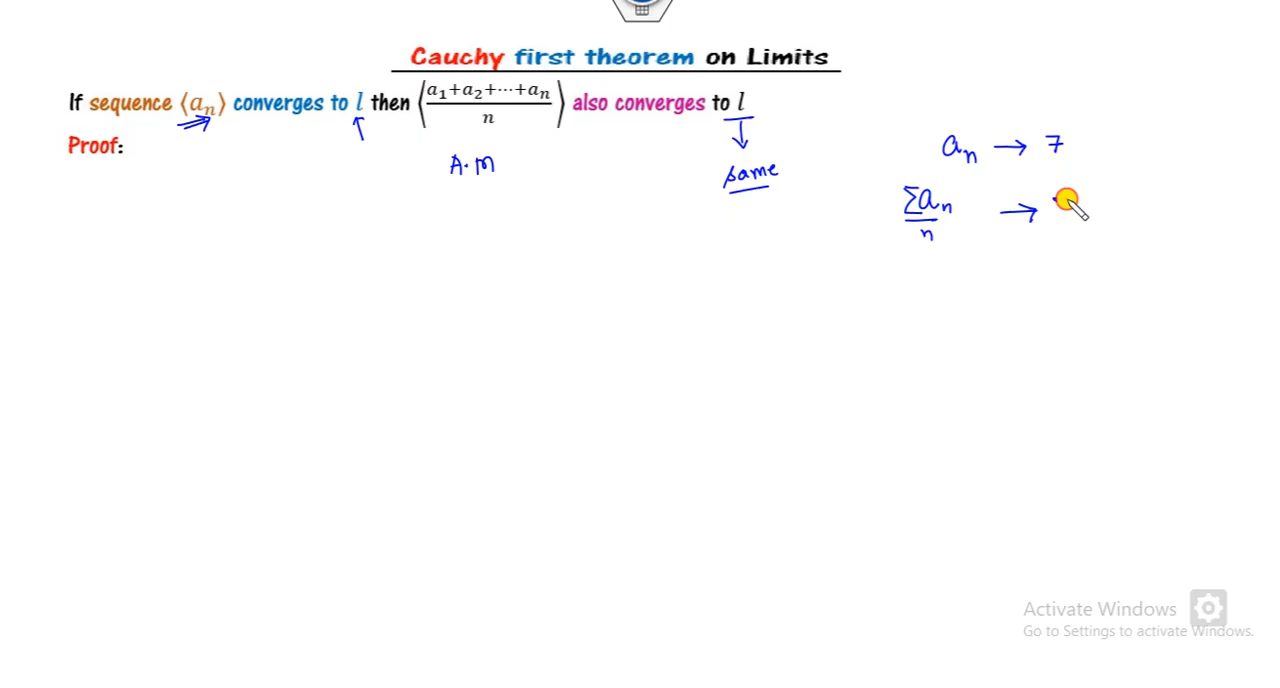 Cauchy first theorem on Limits
If sequence ⟨aₙ⟩ converges to l then ⟨(a₁+a₂+⋯+aₙ)/n⟩ also converges to l
Proof:
A.M
same
aₙ → 7
Σaₙ/n →
Activate Windows
Go to Settings to activate Windows.